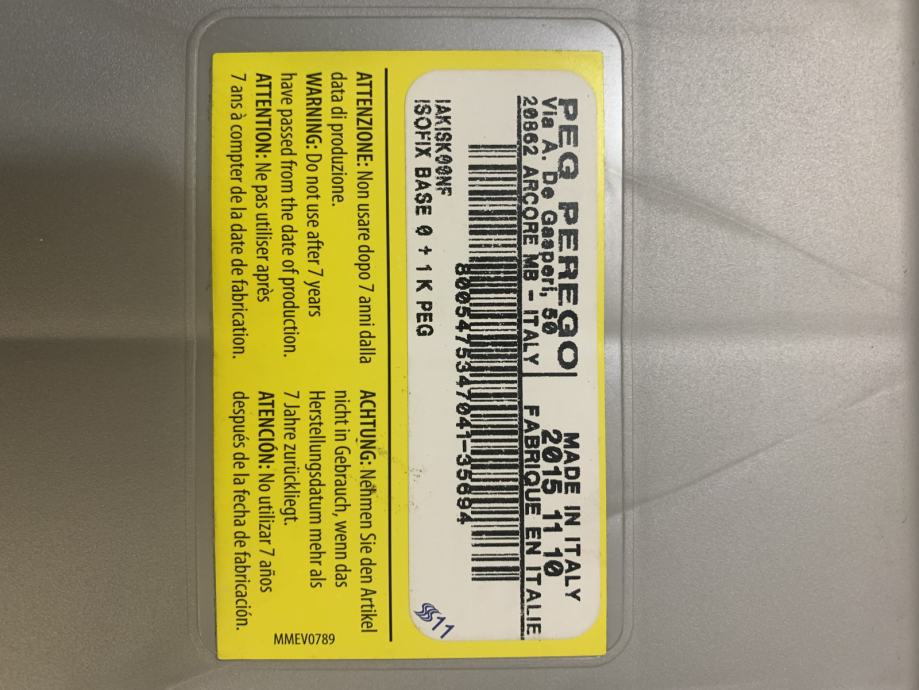 PEG PEREGO
Via A. De Gasperi, 50
20862 ARCORE MB - ITALY
MADE IN ITALY
2015 11 10
FABRIQUE EN ITALIE
8005475347041-35694
IAKISK00NF
ISOFIX BASE 0 + 1 K PEG
11
ATTENZIONE: Non usare dopo 7 anni dalla
data di produzione.
WARNING: Do not use after 7 years
have passed from the date of production.
ATTENTION: Ne pas utiliser après
7 ans à compter de la date de fabrication.
ACHTUNG: Nehmen Sie den Artikel
nicht in Gebrauch, wenn das
Herstellungsdatum mehr als
7 Jahre zurückliegt.
ATENCIÓN: No utilizar 7 años
después de la fecha de fabricación.
MMEV0789